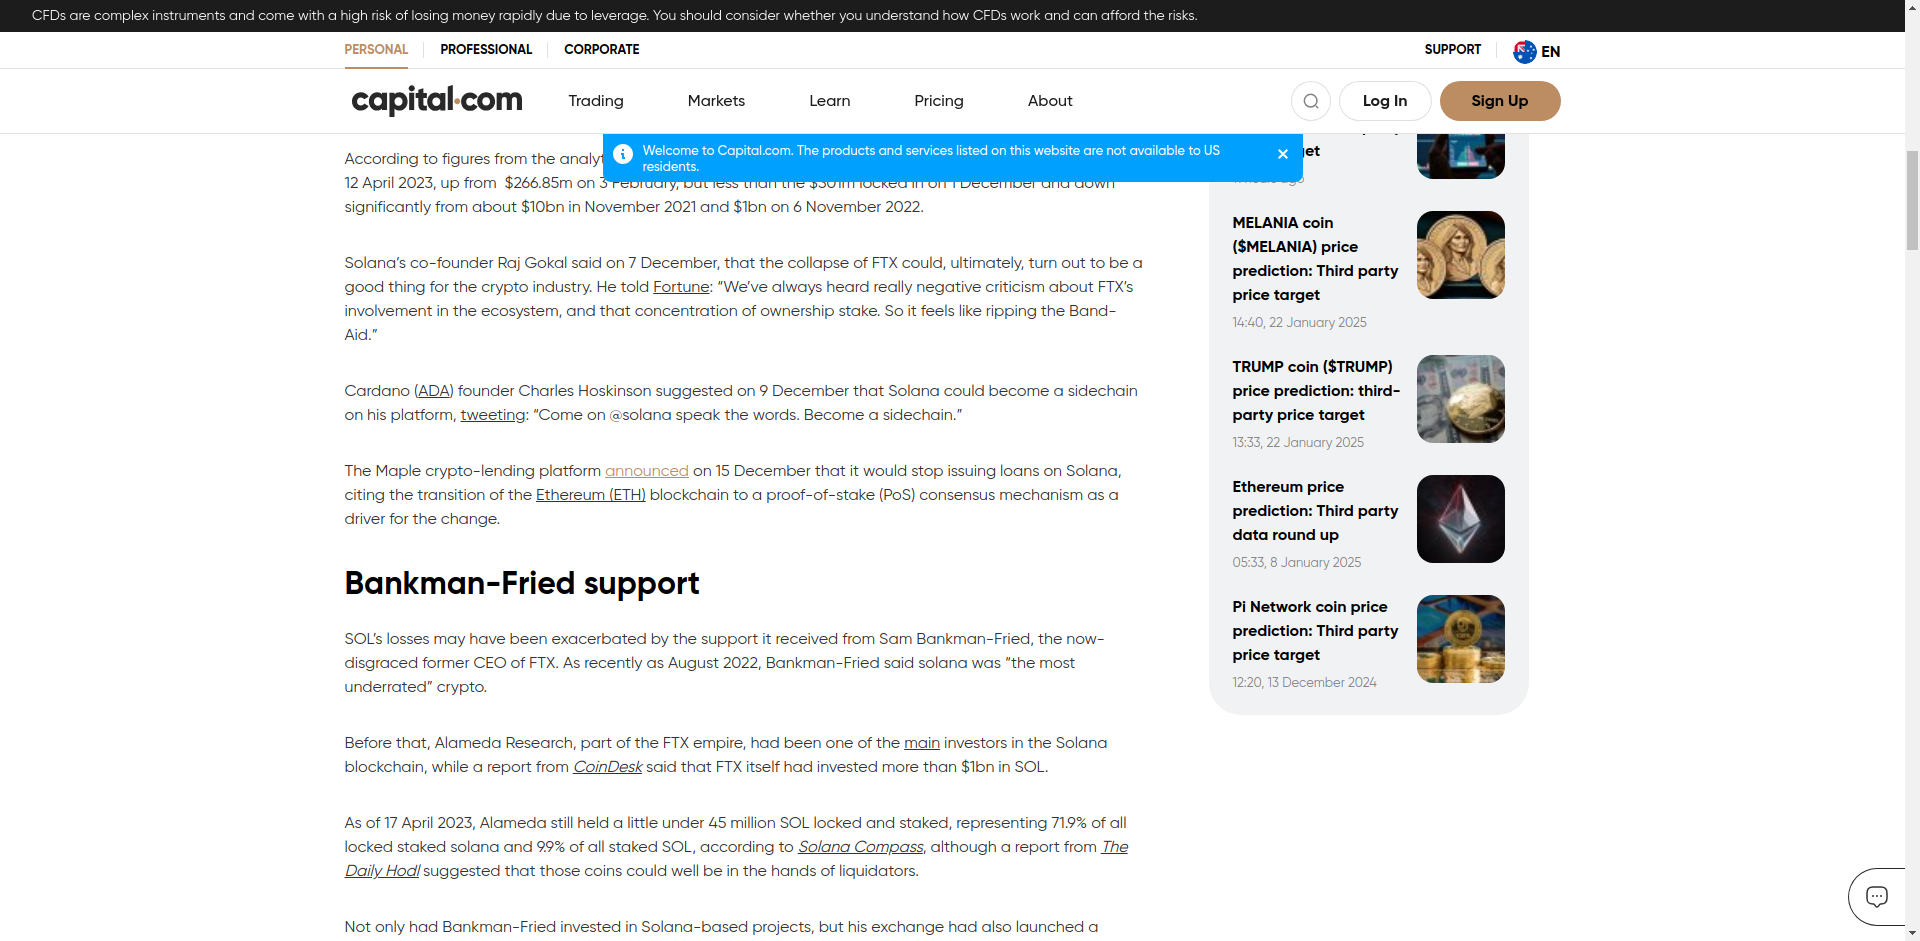 CFDs are complex instruments and come with a high risk of losing money rapidly due to leverage. You should consider whether you understand how CFDs work and can afford the risks.
PERSONAL
PROFESSIONAL
CORPORATE
SUPPORT
EN
capital.com
Trading
Markets
Learn
Pricing
About
Log In
Sign Up
Welcome to Capital.com. The products and services listed on this website are not available to US
residents.
According to figures from the analyt
12 April 2023, up from $266.85m on 3 February, but less than the $301m locked in on 1 December and down
significantly from about $10bn in November 2021 and $1bn on 6 November 2022.
Solana’s co-founder Raj Gokal said on 7 December, that the collapse of FTX could, ultimately, turn out to be a
good thing for the crypto industry. He told Fortune: “We’ve always heard really negative criticism about FTX’s
involvement in the ecosystem, and that concentration of ownership stake. So it feels like ripping the Band-
Aid.”
Cardano (ADA) founder Charles Hoskinson suggested on 9 December that Solana could become a sidechain
on his platform, tweeting: “Come on @solana speak the words. Become a sidechain.”
The Maple crypto-lending platform announced on 15 December that it would stop issuing loans on Solana,
citing the transition of the Ethereum (ETH) blockchain to a proof-of-stake (PoS) consensus mechanism as a
driver for the change.
Bankman-Fried support
SOL’s losses may have been exacerbated by the support it received from Sam Bankman-Fried, the now-
disgraced former CEO of FTX. As recently as August 2022, Bankman-Fried said solana was “the most
underrated” crypto.
Before that, Alameda Research, part of the FTX empire, had been one of the main investors in the Solana
blockchain, while a report from CoinDesk said that FTX itself had invested more than $1bn in SOL.
As of 17 April 2023, Alameda still held a little under 45 million SOL locked and staked, representing 71.9% of all
locked staked solana and 9.9% of all staked SOL, according to Solana Compass, although a report from The
Daily Hodl suggested that those coins could well be in the hands of liquidators.
Not only had Bankman-Fried invested in Solana-based projects, but his exchange had also launched a
get
MELANIA coin
($MELANIA) price
prediction: Third party
price target
14:40, 22 January 2025
TRUMP coin ($TRUMP)
price prediction: third-
party price target
13:33, 22 January 2025
Ethereum price
prediction: Third party
data round up
05:33, 8 January 2025
Pi Network coin price
prediction: Third party
price target
12:20, 13 December 2024